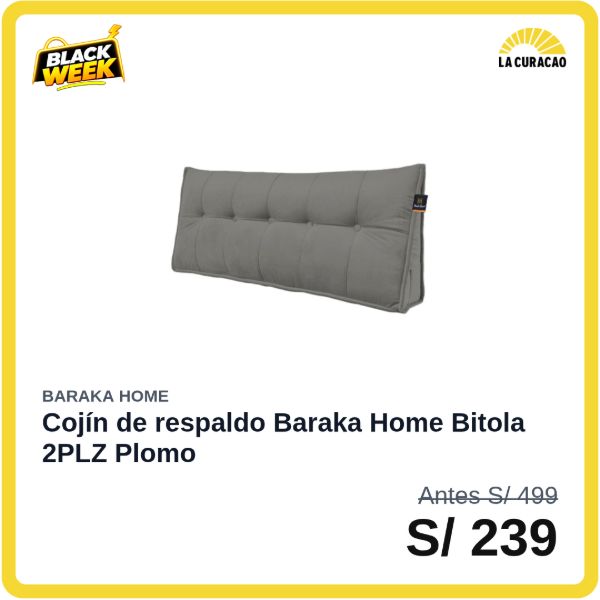 BLACK
WEEK
LA CURACAO
BARAKA HOME
Cojín de respaldo Baraka Home Bitola
2PLZ Plomo
Antes S/ 499
S/ 239